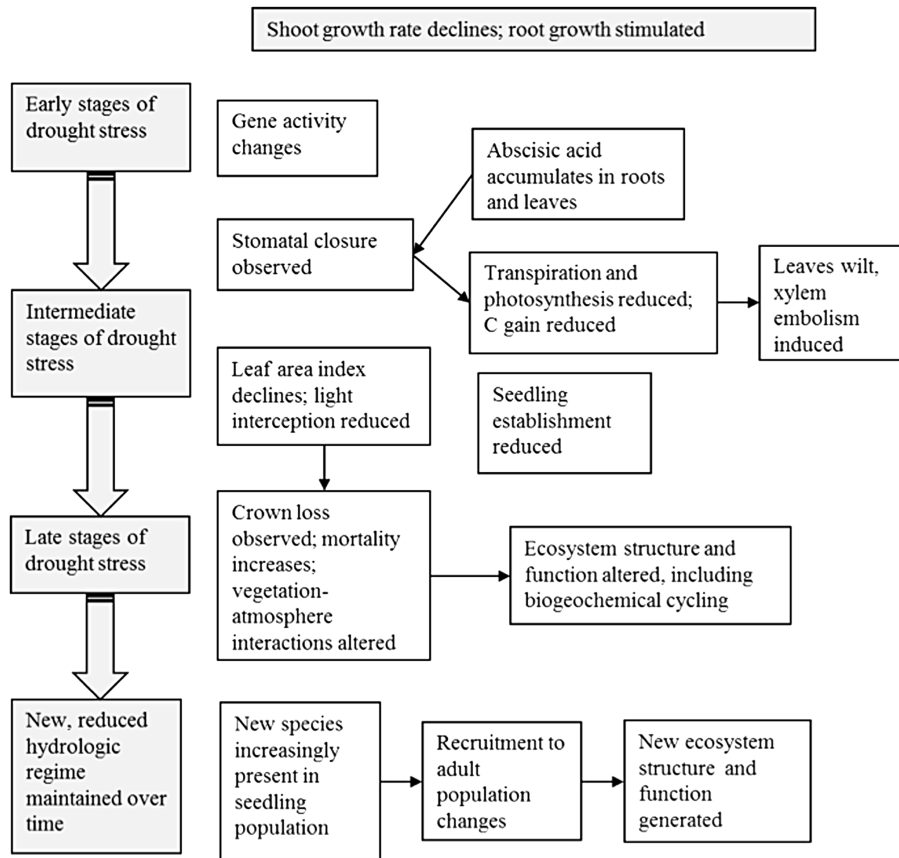 Shoot growth rate declines; root growth stimulated
Early stages of
drought stress
Gene activity
changes
Abscisic acid
accumulates in roots
and leaves
Stomatal closure
observed
Transpiration and
photosynthesis reduced;
C gain reduced
Leaves wilt,
xylem
embolism
induced
Intermediate
stages of drought
stress
Leaf area index
declines; light
interception reduced
Seedling
establishment
reduced
Late stages of
drought stress
Crown loss
observed; mortality
increases;
vegetation-
atmosphere
interactions altered
Ecosystem structure and
function altered, including
biogeochemical cycling
New, reduced
hydrologic
regime
maintained over
time
New species
increasingly
present in
seedling
population
Recruitment to
adult
population
changes
New ecosystem
structure and
function
generated